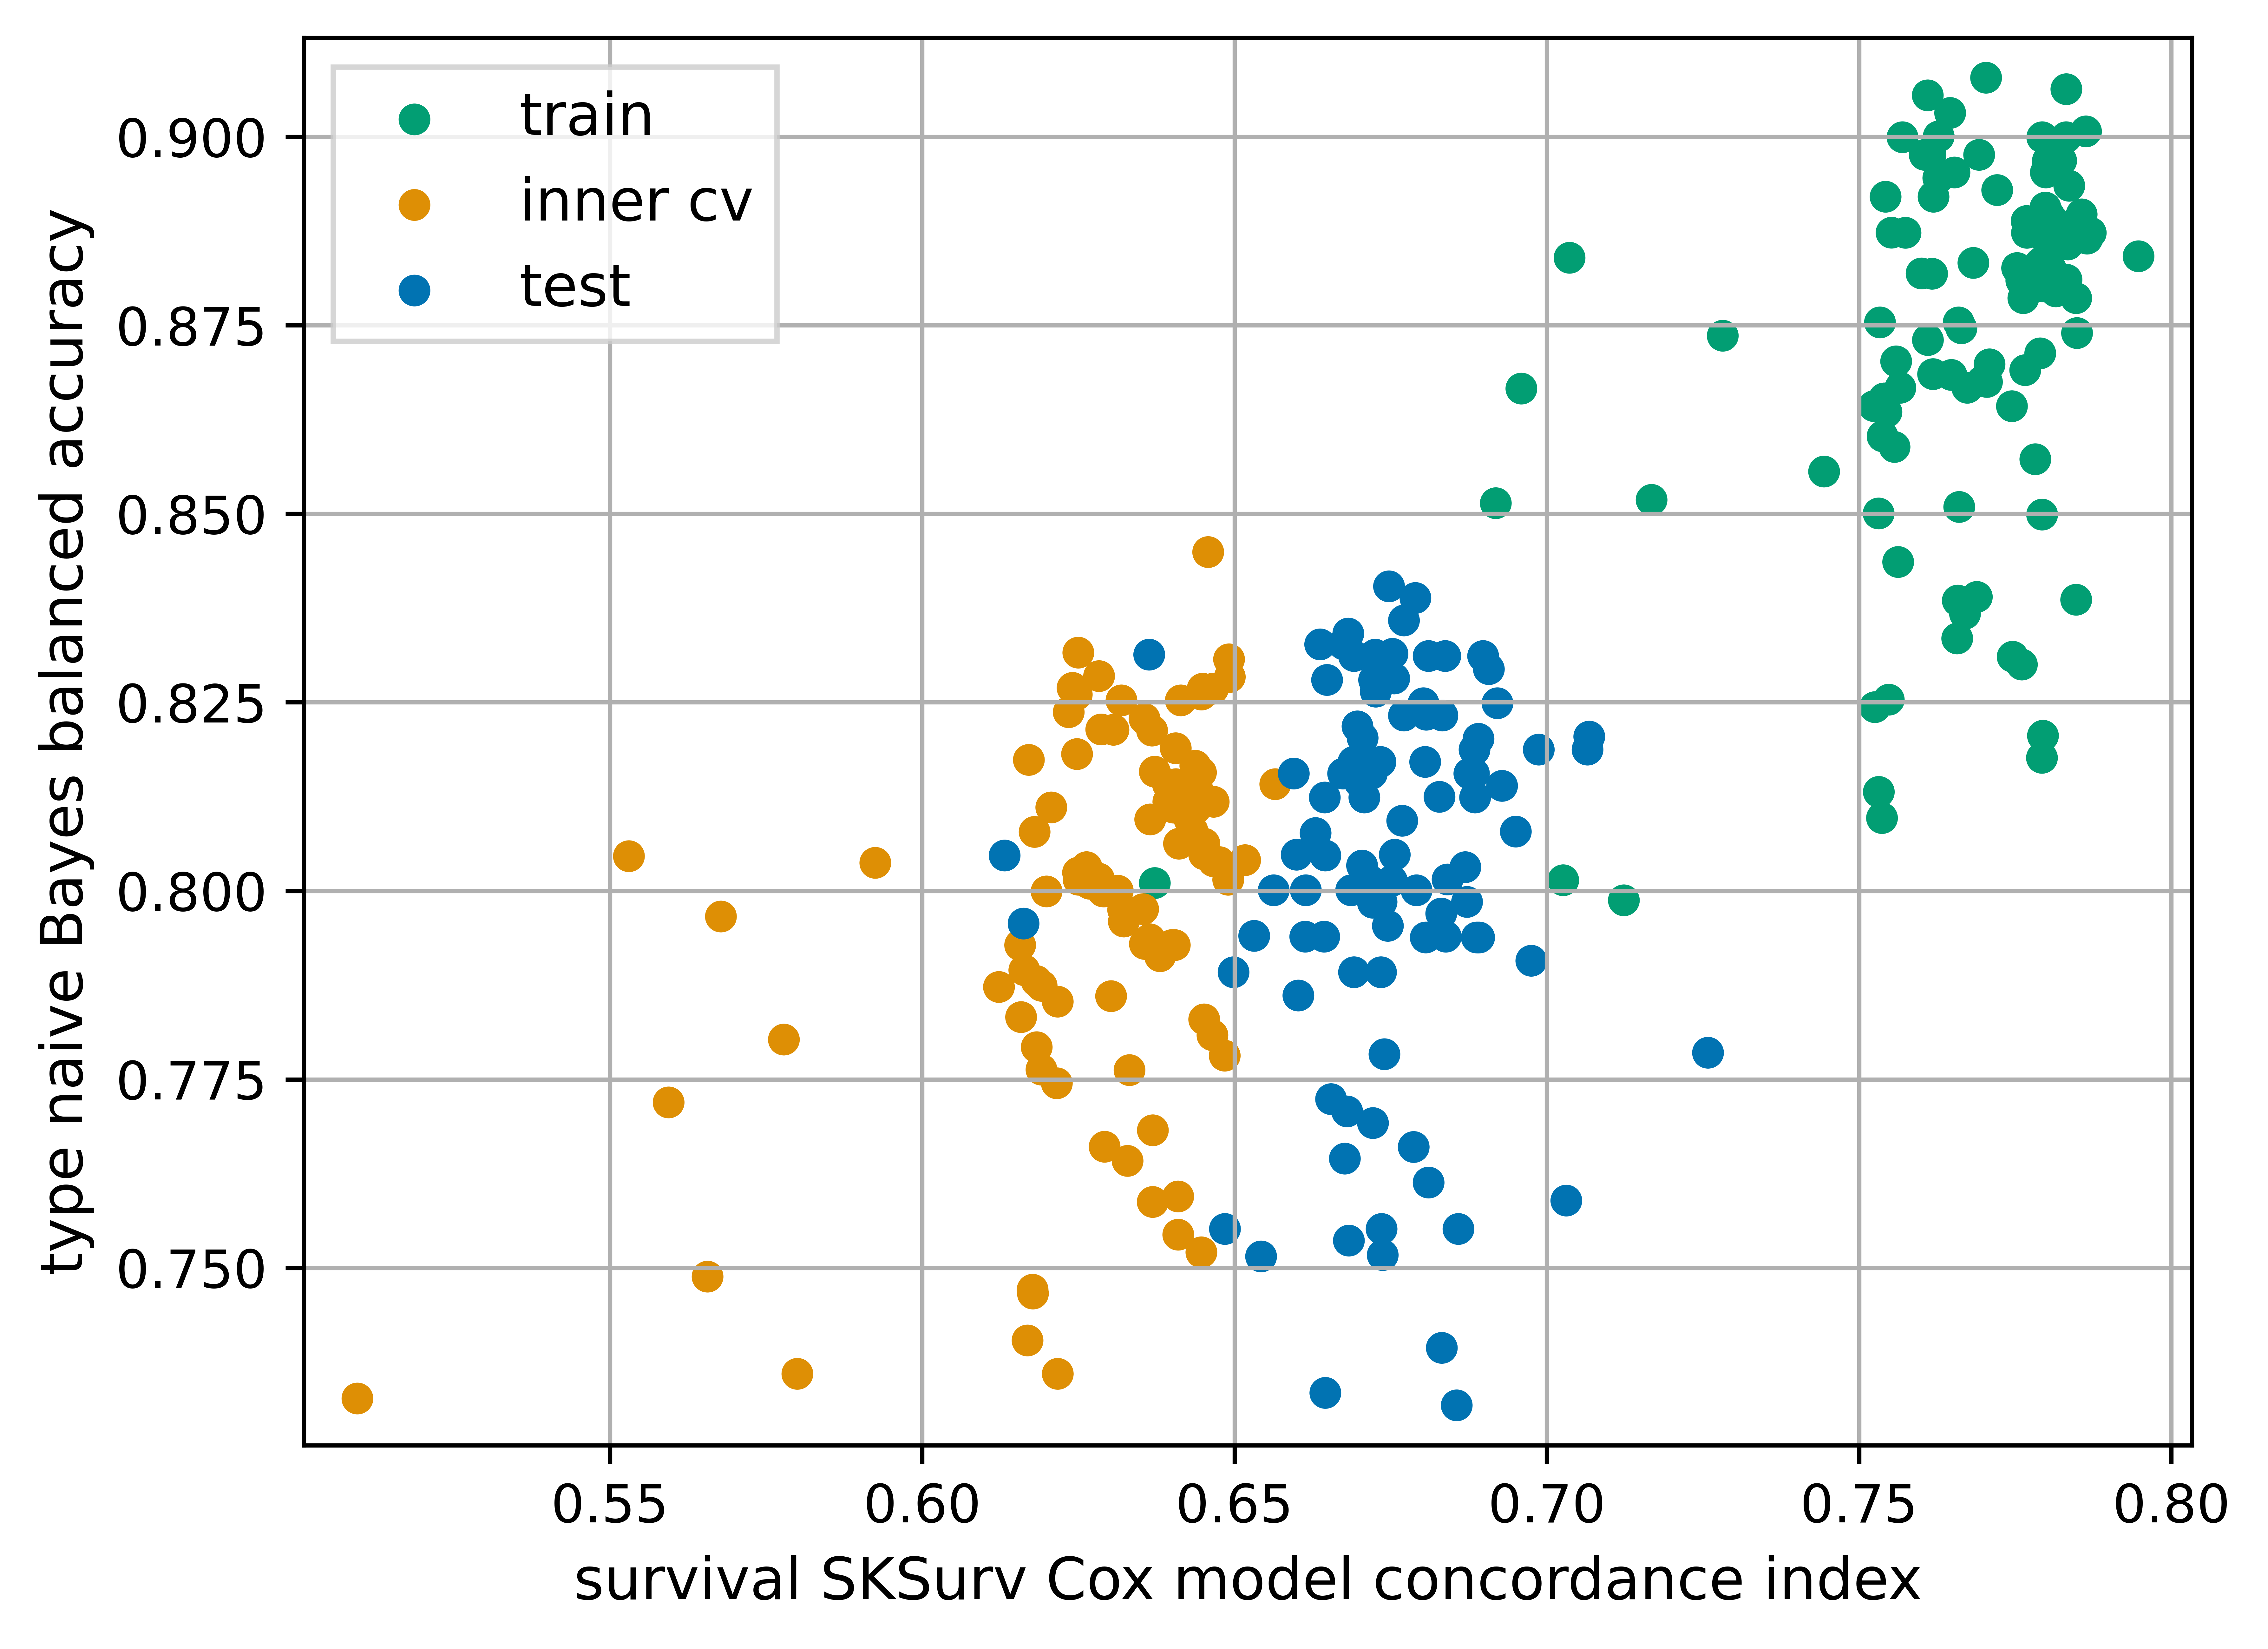 train
inner cv
test
0.900
0.875
0.850
0.825
0.800
0.775
0.750
type naive Bayes balanced accuracy
0.55 0.60 0.65 0.70 0.75 0.80
survival SKSurv Cox model concordance index